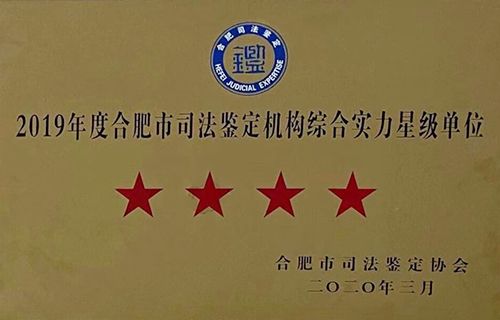 合肥司法鉴定
鑑
HEFEI JUDICIAL EXPERTISE
2019年度合肥市司法鉴定机构综合实力星级单位
合肥市司法鉴定协会
二〇二〇年三月